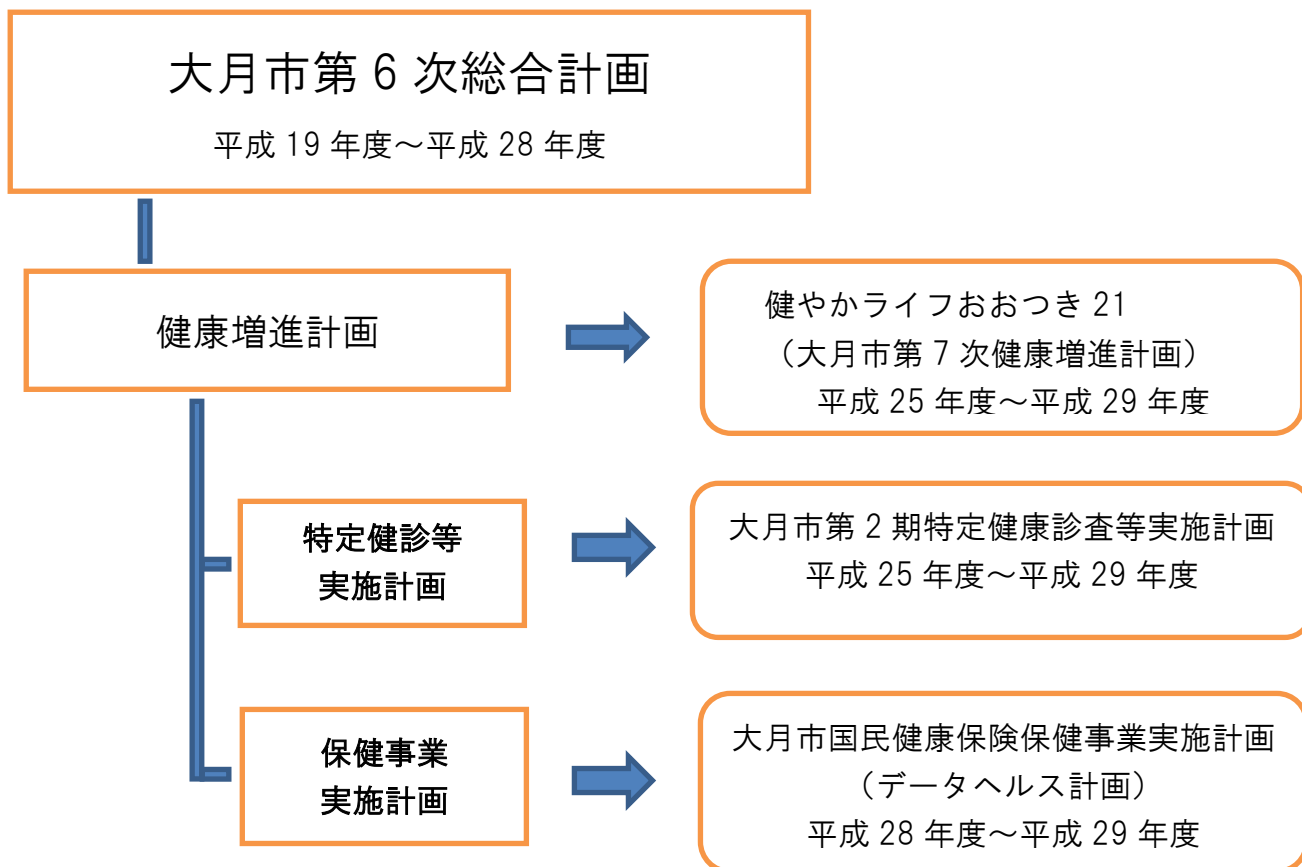 大月市第 6 次総合計画
平成 19 年度～平成 28 年度
健康増進計画
健やかライフおおつき 21
（大月市第 7 次健康増進計画）
平成 25 年度～平成 29 年度
特定健診等
実施計画
大月市第 2 期特定健康診査等実施計画
平成 25 年度～平成 29 年度
保健事業
実施計画
大月市国民健康保険保健事業実施計画
（データヘルス計画）
平成 28 年度～平成 29 年度